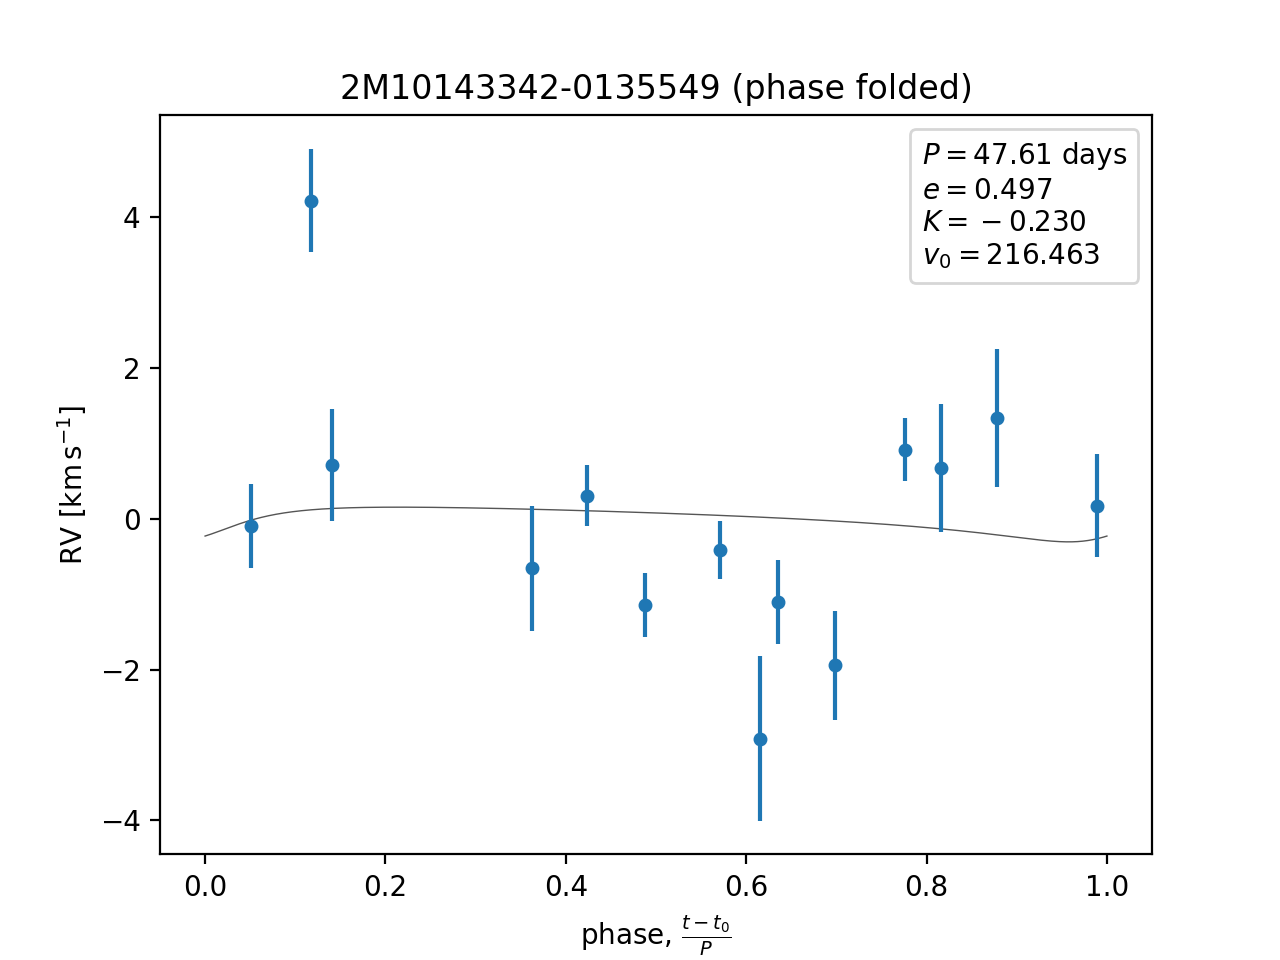 2M10143342-0135549 (phase folded)
P = 47.61 days
e = 0.497
K = −0.230
v₀ = 216.463
RV [km s⁻¹]
4
2
0
−2
−4
0.0 0.2 0.4 0.6 0.8 1.0
phase, (t − t₀)/P